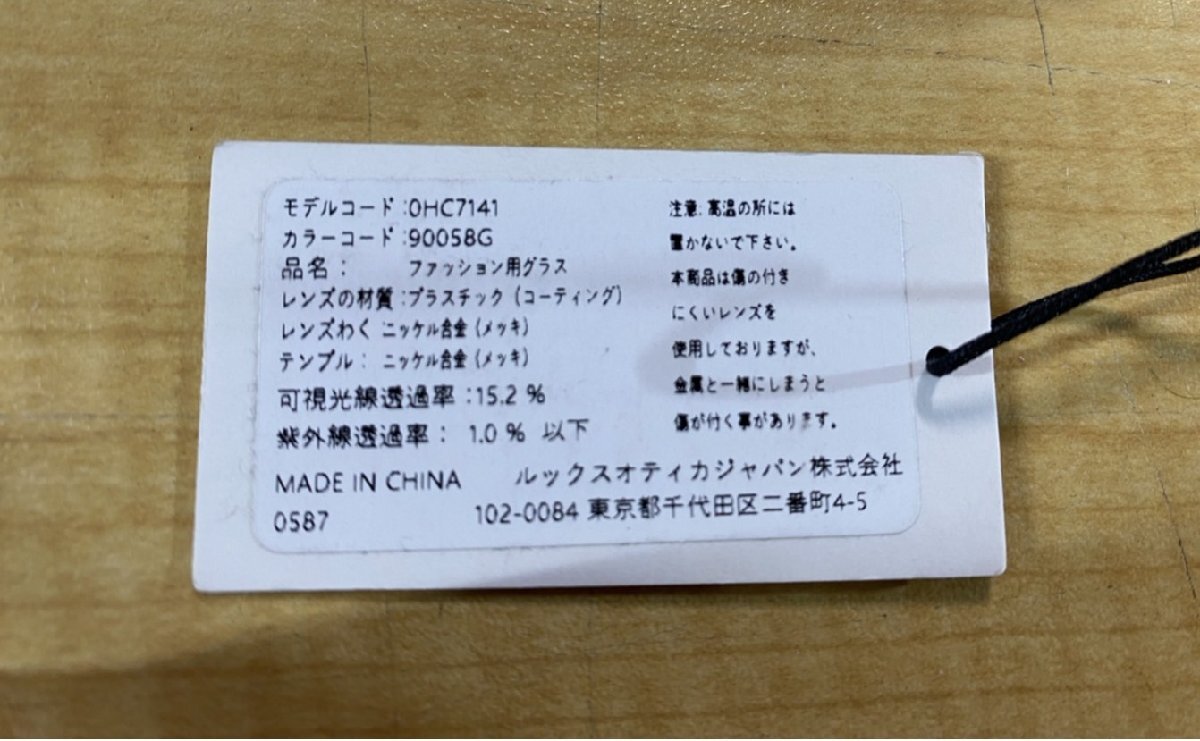 モデルコード :0HC7141
カラーコード :90058G
品名： ファッション用グラス
レンズの材質 :プラスチック (コーティング)
レンズわく ニッケル合金 (メッキ)
テンプル： ニッケル合金 (メッキ)
可視光線透過率 :15.2 %
紫外線透過率： 1.0 % 以下
注意: 高温の所には
置かないで下さい。
本商品は傷の付き
にくいレンズを
使用しておりますが、
金属と一緒にしまうと
傷が付く事があります。
MADE IN CHINA ルックスオティカジャパン株式会社
0587 102-0084 東京都千代田区二番町4-5